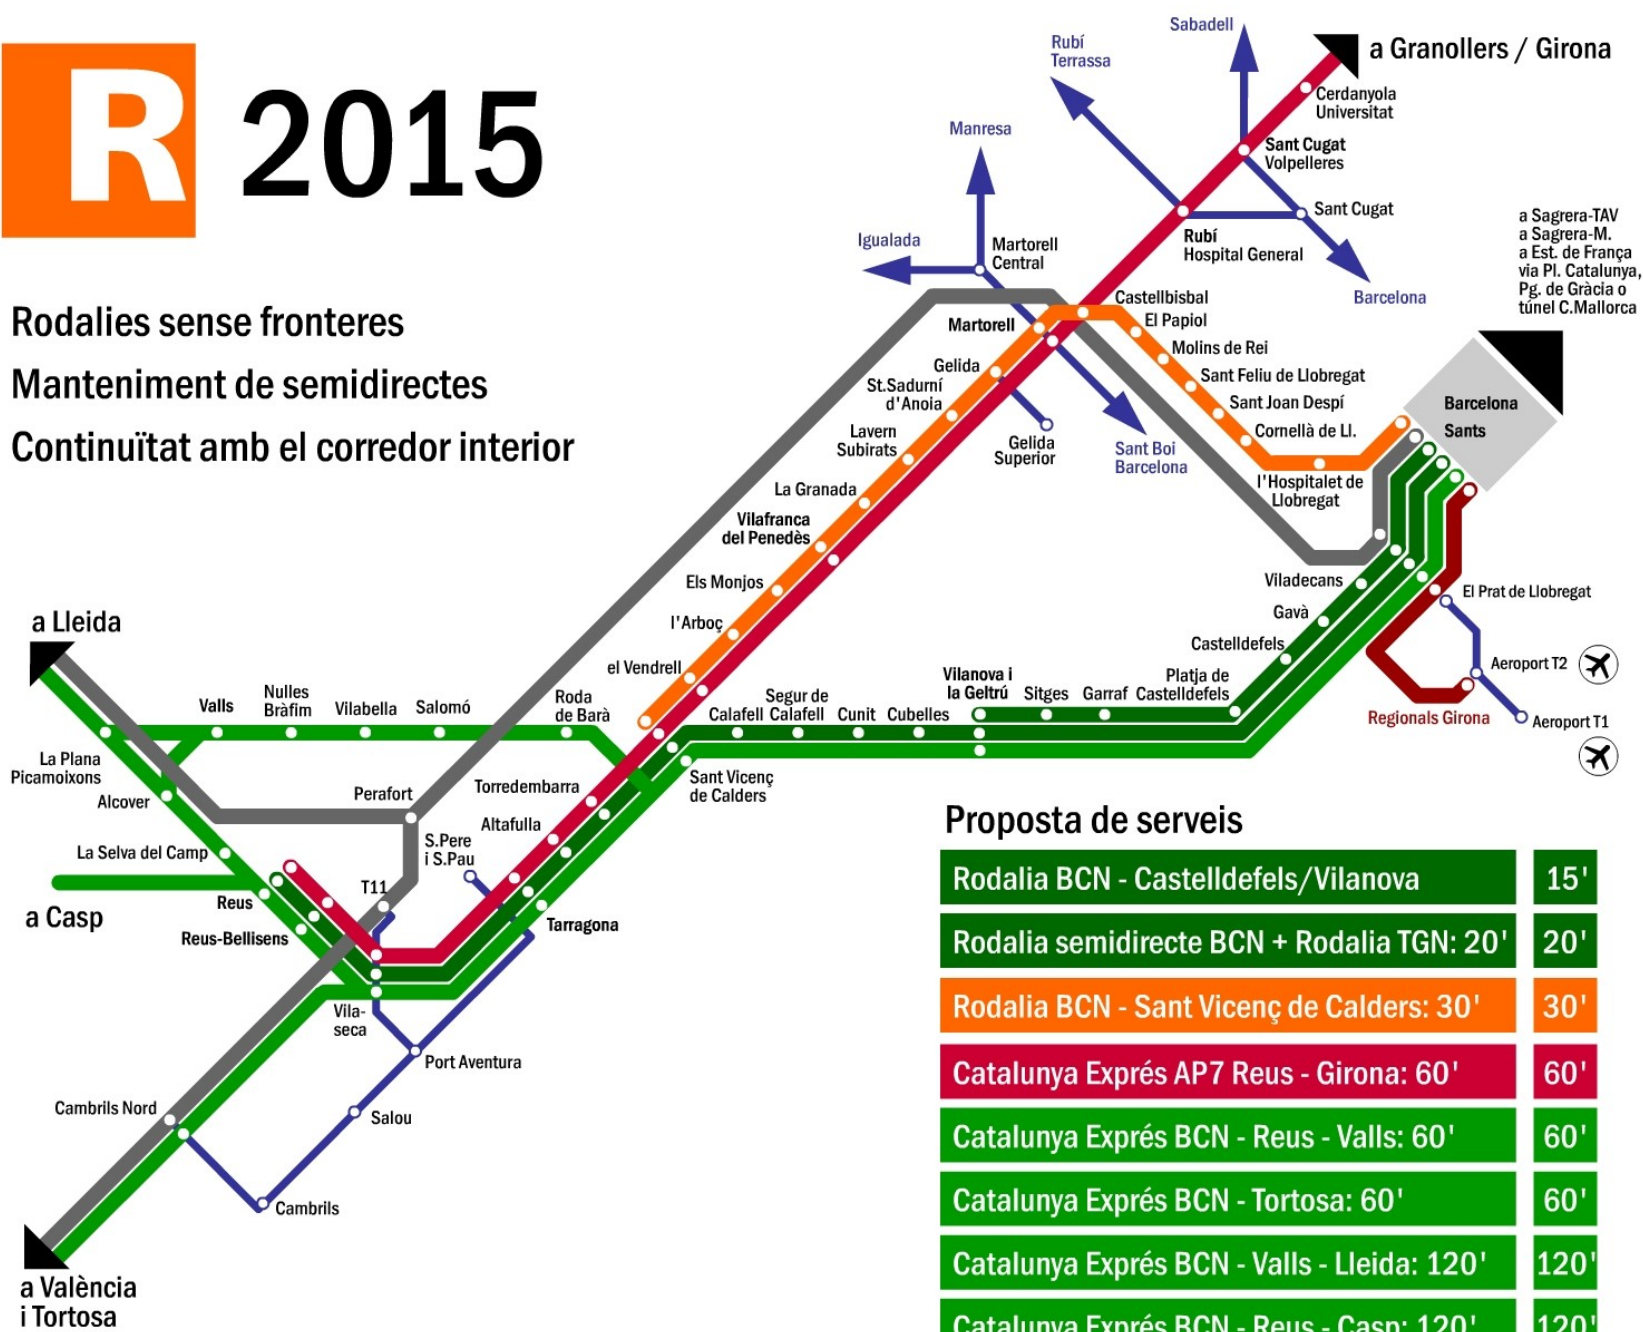 R 2015
Rodalies sense fronteres
Manteniment de semidirectes
Continuïtat amb el corredor interior
Sabadell
Rubí
Terrassa
a Granollers / Girona
Cerdanyola
Universitat
Manresa
Sant Cugat
Volpelleres
Sant Cugat
Igualada
Martorell
Central
Rubí
Hospital General
Barcelona
a Sagrera-TAV
a Sagrera-M.
a Est. de França
via Pl. Catalunya,
Pg. de Gràcia o
túnel C.Mallorca
Castellbisbal
El Papiol
Martorell
Molins de Rei
Gelida
Sant Feliu de Llobregat
St.Sadurní
d'Anoia
Sant Joan Despí
Barcelona
Sants
Lavern
Subirats
Cornellà de Ll.
Gelida
Superior
Sant Boi
Barcelona
l'Hospitalet de
Llobregat
La Granada
Vilafranca
del Penedès
Els Monjos
Viladecans
El Prat de Llobregat
l'Arboç
Gavà
a Lleida
Castelldefels
el Vendrell
Aeroport T2
Vilanova i
la Geltrú
Sitges
Garraf
Platja de
Castelldefels
Regionals Girona
Aeroport T1
Valls
Nulles
Bràfim
Vilabella
Salomó
Roda
de Barà
Calafell
Segur de
Calafell
Cunit
Cubelles
La Plana
Picamoixons
Alcover
Perafort
Torredembarra
Sant Vicenç
de Calders
Altafulla
S.Pere
i S.Pau
La Selva del Camp
T11
Reus
a Casp
Reus-Bellisens
Tarragona
Vila-
seca
Port Aventura
Cambrils Nord
Salou
Cambrils
a València
i Tortosa
Proposta de serveis
Rodalia BCN - Castelldefels/Vilanova 15'
Rodalia semidirecte BCN + Rodalia TGN: 20' 20'
Rodalia BCN - Sant Vicenç de Calders: 30' 30'
Catalunya Exprés AP7 Reus - Girona: 60' 60'
Catalunya Exprés BCN - Reus - Valls: 60' 60'
Catalunya Exprés BCN - Tortosa: 60' 60'
Catalunya Exprés BCN - Valls - Lleida: 120' 120'
Catalunya Exprés BCN - Reus - Casp: 120' 120'